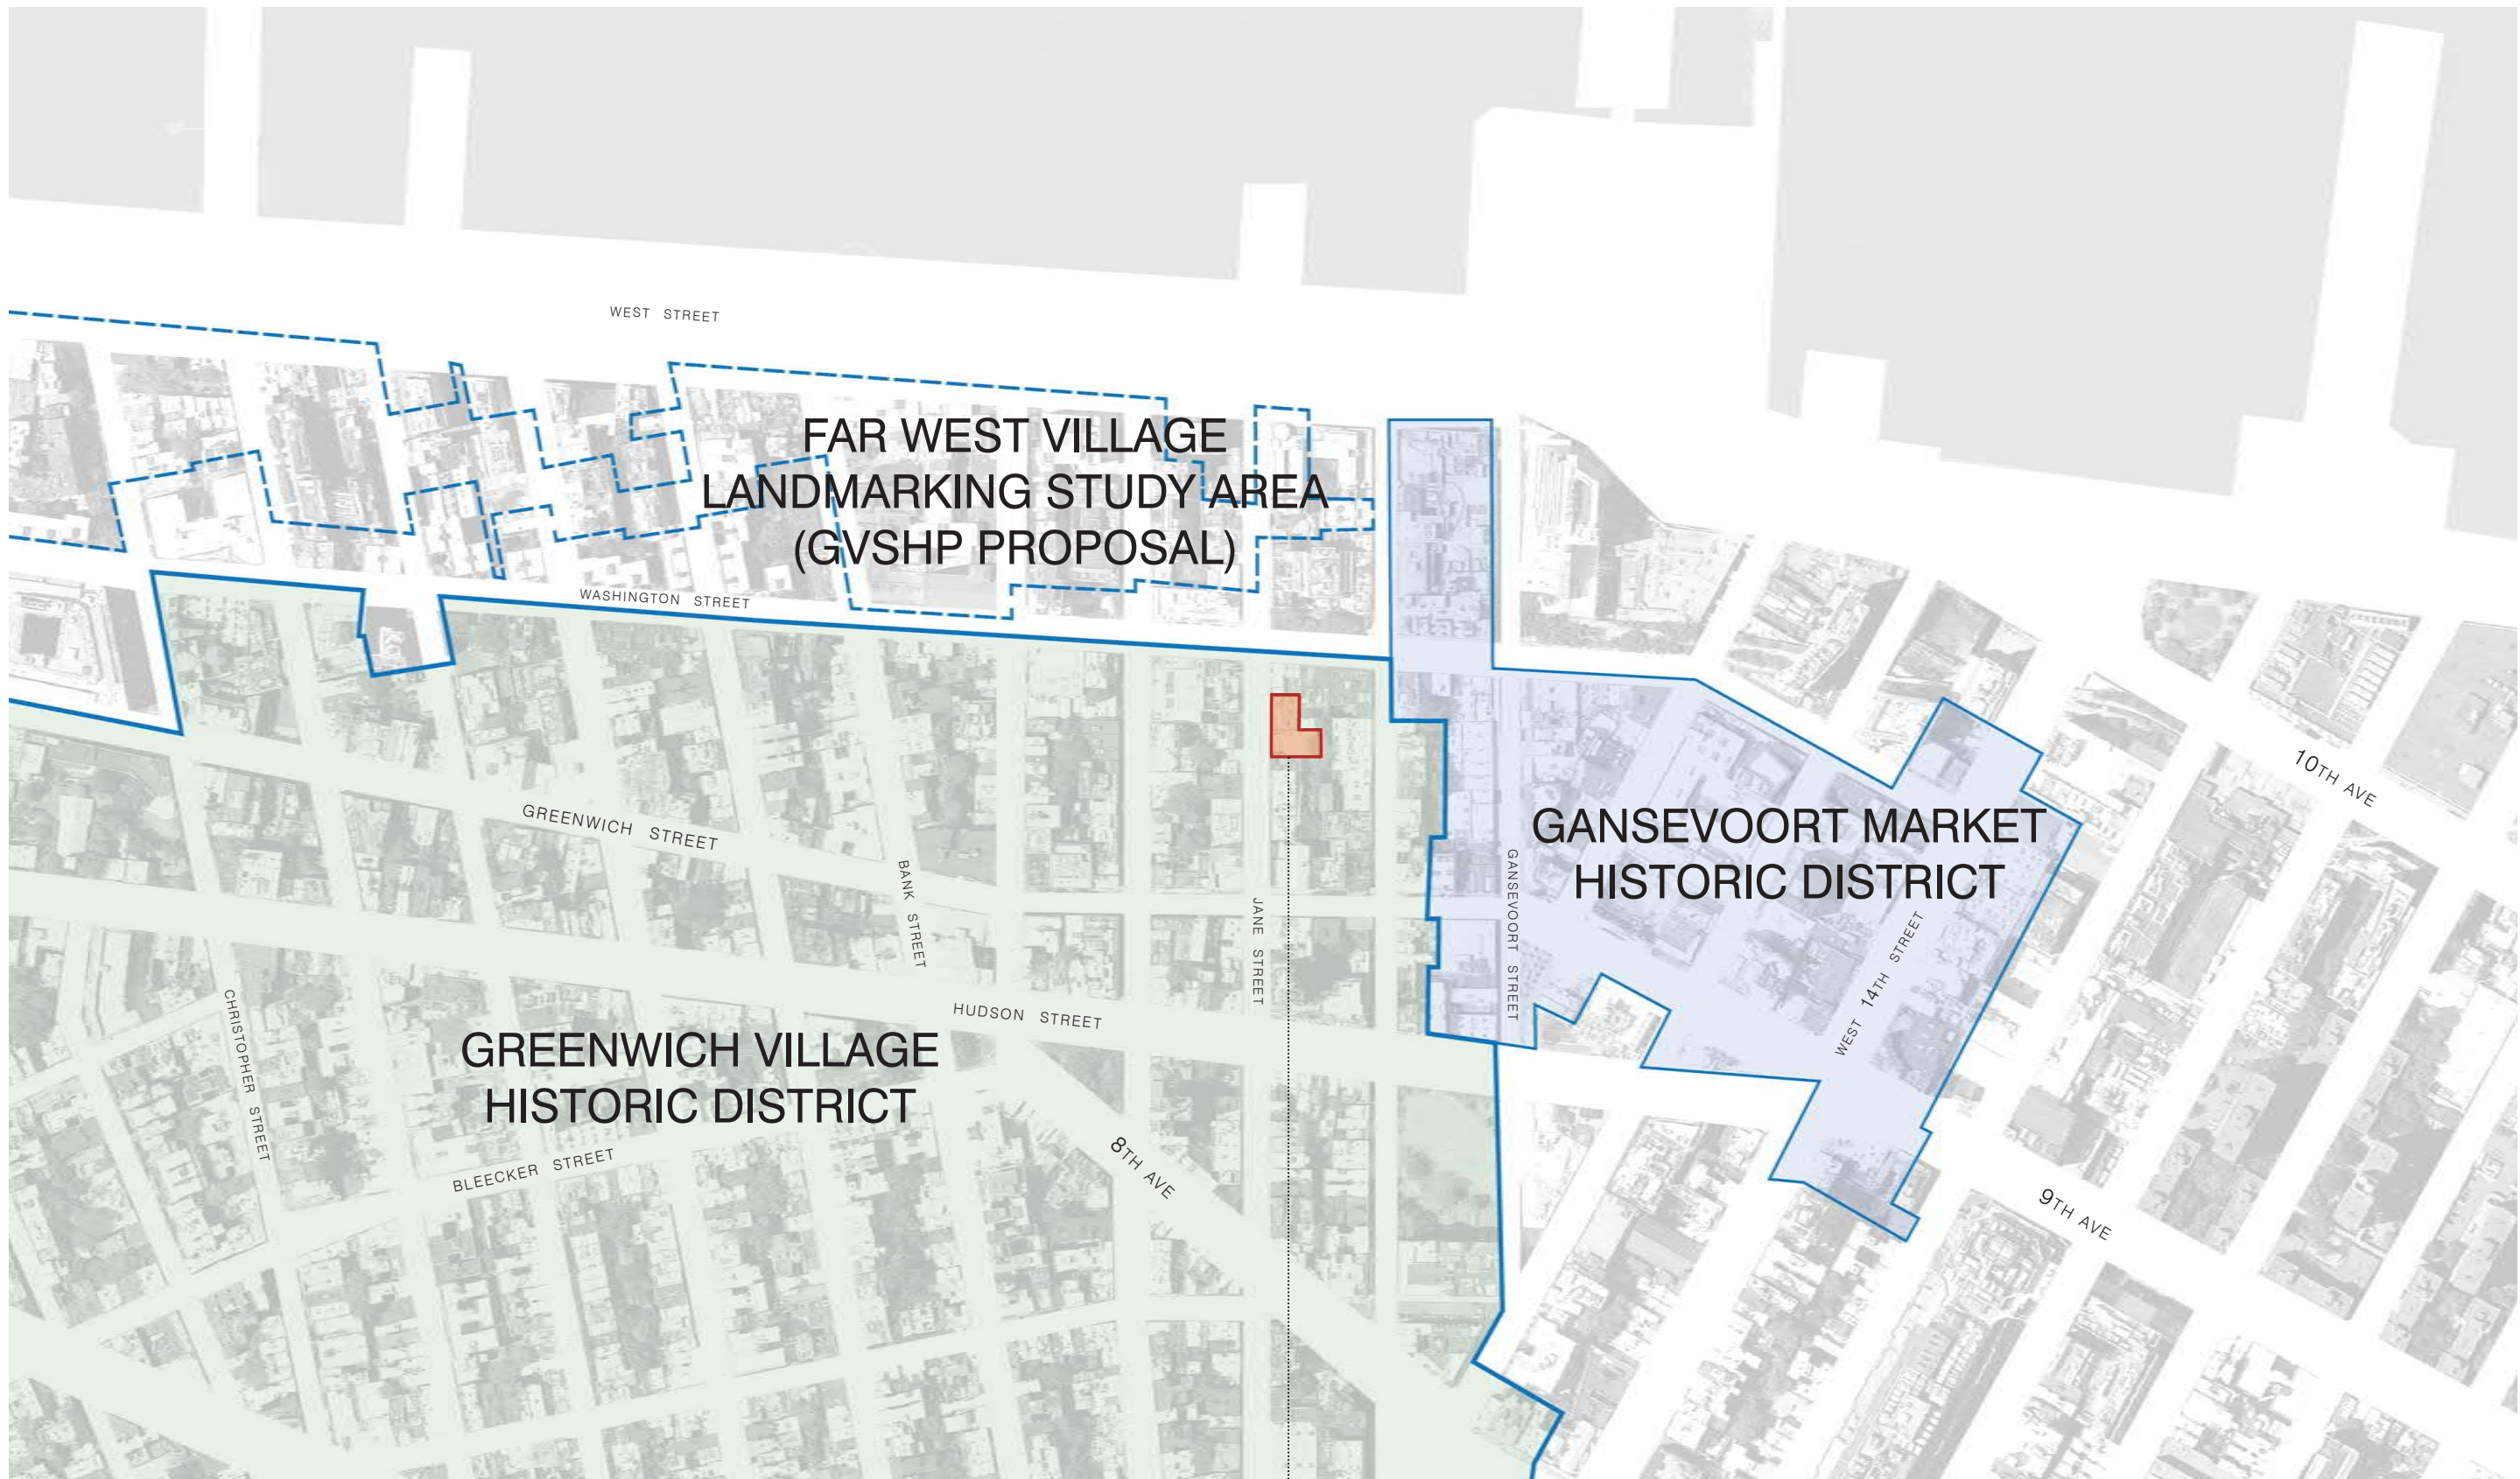 WEST STREET
FAR WEST VILLAGE
LANDMARKING STUDY AREA
(GVSHP PROPOSAL)
WASHINGTON STREET
10TH AVE
GREENWICH STREET
GANSEVOORT MARKET
HISTORIC DISTRICT
BANK STREET
GANSEVOORT STREET
JANE STREET
WEST 14TH STREET
CHRISTOPHER STREET
HUDSON STREET
GREENWICH VILLAGE
HISTORIC DISTRICT
8TH AVE
BLEECKER STREET
9TH AVE